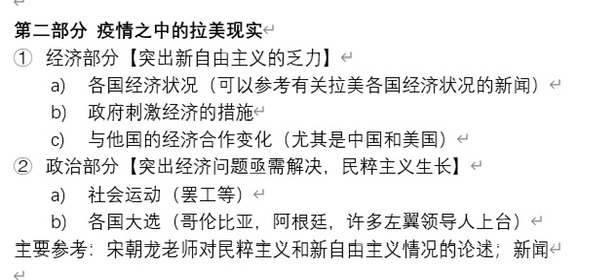 第二部分 疫情之中的拉美现实
① 经济部分【突出新自由主义的乏力】
a) 各国经济状况（可以参考有关拉美各国经济状况的新闻）
b) 政府刺激经济的措施
c) 与他国的经济合作变化（尤其是中国和美国）
② 政治部分【突出经济问题亟需解决，民粹主义生长】
a) 社会运动（罢工等）
b) 各国大选（哥伦比亚，阿根廷，许多左翼领导人上台）
主要参考：宋朝龙老师对民粹主义和新自由主义情况的论述；新闻